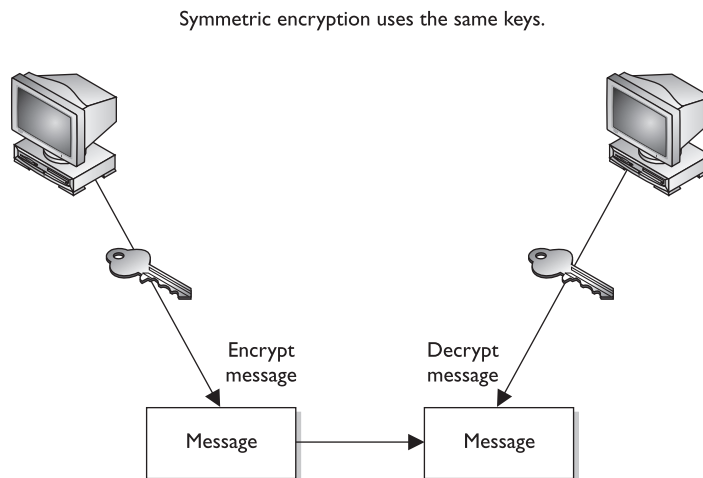 Symmetric encryption uses the same keys.
Encrypt
message
Decrypt
message
Message
Message